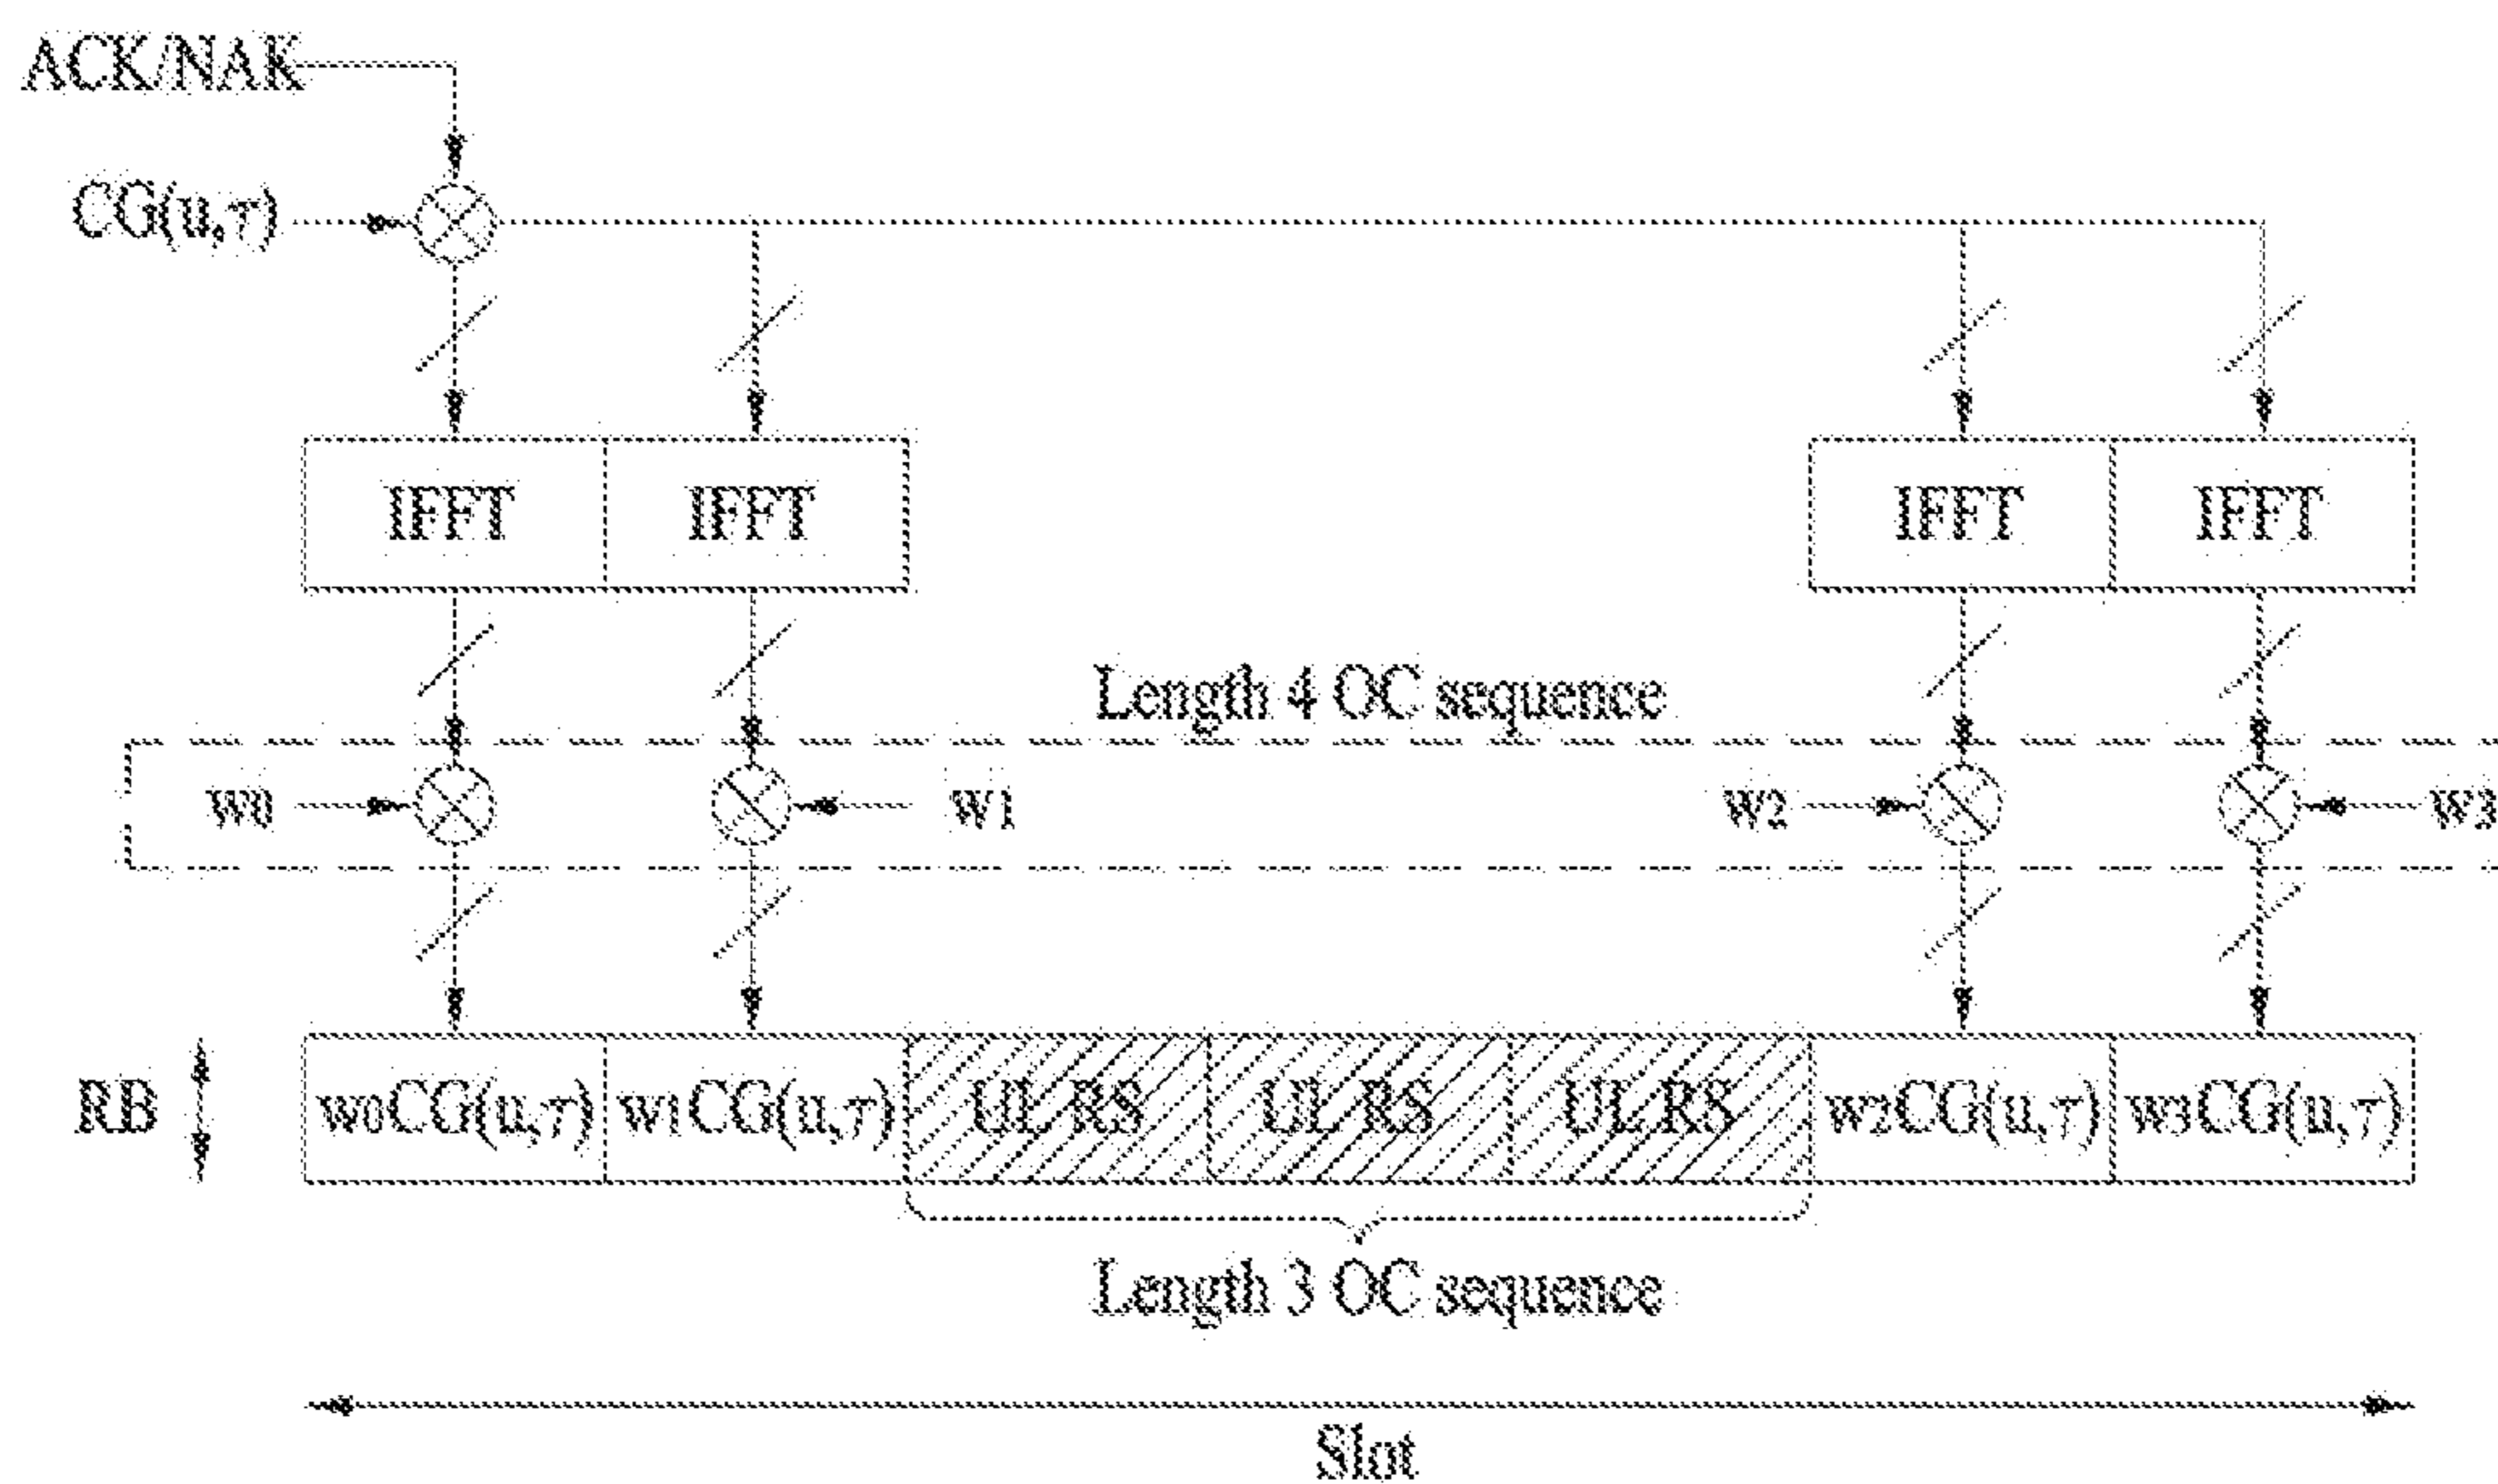 ACK/NAK
CG(u,τ)
IFFT IFFT IFFT IFFT
Length 4 OC sequence
w0 w1 w2 w3
RB w0CG(u,τ) w1CG(u,τ) UL RS UL RS UL RS w2CG(u,τ) w3CG(u,τ)
Length 3 OC sequence
Slot